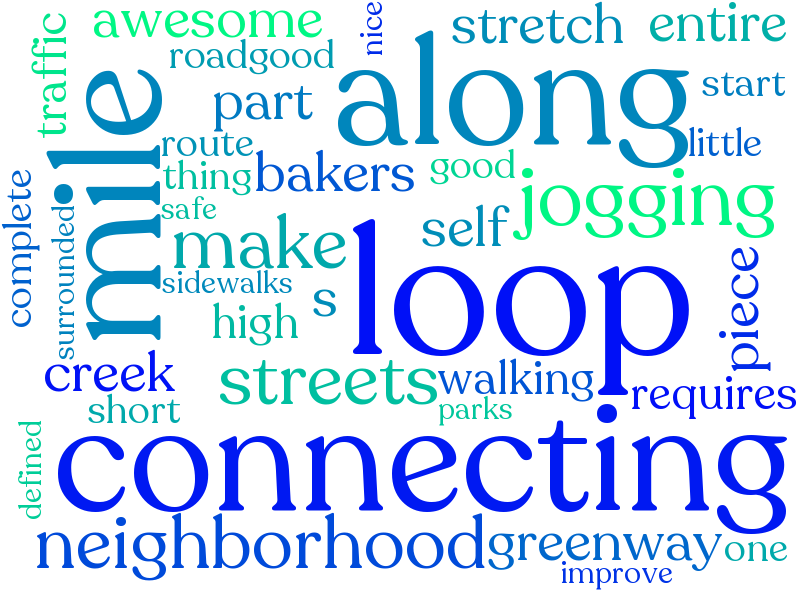 traffic
awesome
nice
stretch
entire
roadgood
along
start
part
mile
route
little
thing
bakers
good
complete
safe
jogging
surrounded
make
self
loop
sidewalks
s
piece
high
creek
streets
walking
requires
short
parks
connecting
defined
neighborhood
greenway
one
improve